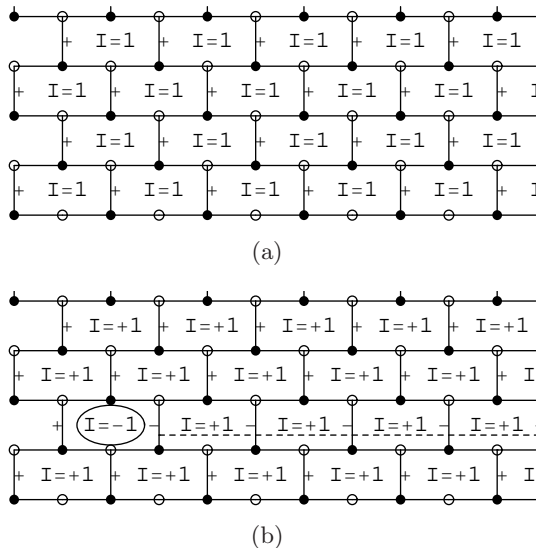 + I=1 + I=1 + I=1 + I=1 + I=1
+ I=1 + I=1 + I=1 + I=1 + I=1 + I
+ I=1 + I=1 + I=1 + I=1 + I=1
+ I=1 + I=1 + I=1 + I=1 + I=1 + I
(a)
+ I=+1 + I=+1 + I=+1 + I=+1 + I=+1
+ I=+1 + I=+1 + I=+1 + I=+1 + I=+1 + I
+ I=-1 - I=+1 - I=+1 - I=+1 - I=+1
+ I=+1 + I=+1 + I=+1 + I=+1 + I=+1 + I
(b)